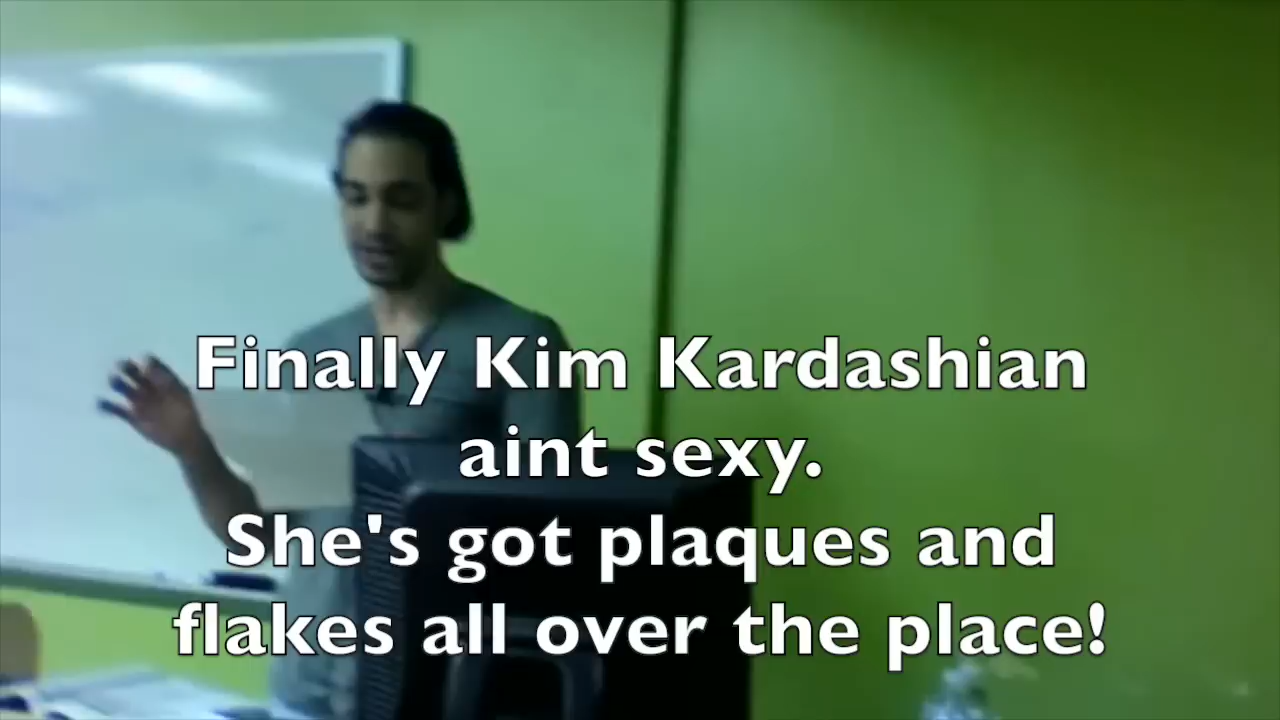 Finally Kim Kardashian
aint sexy.
She's got plaques and
flakes all over the place!